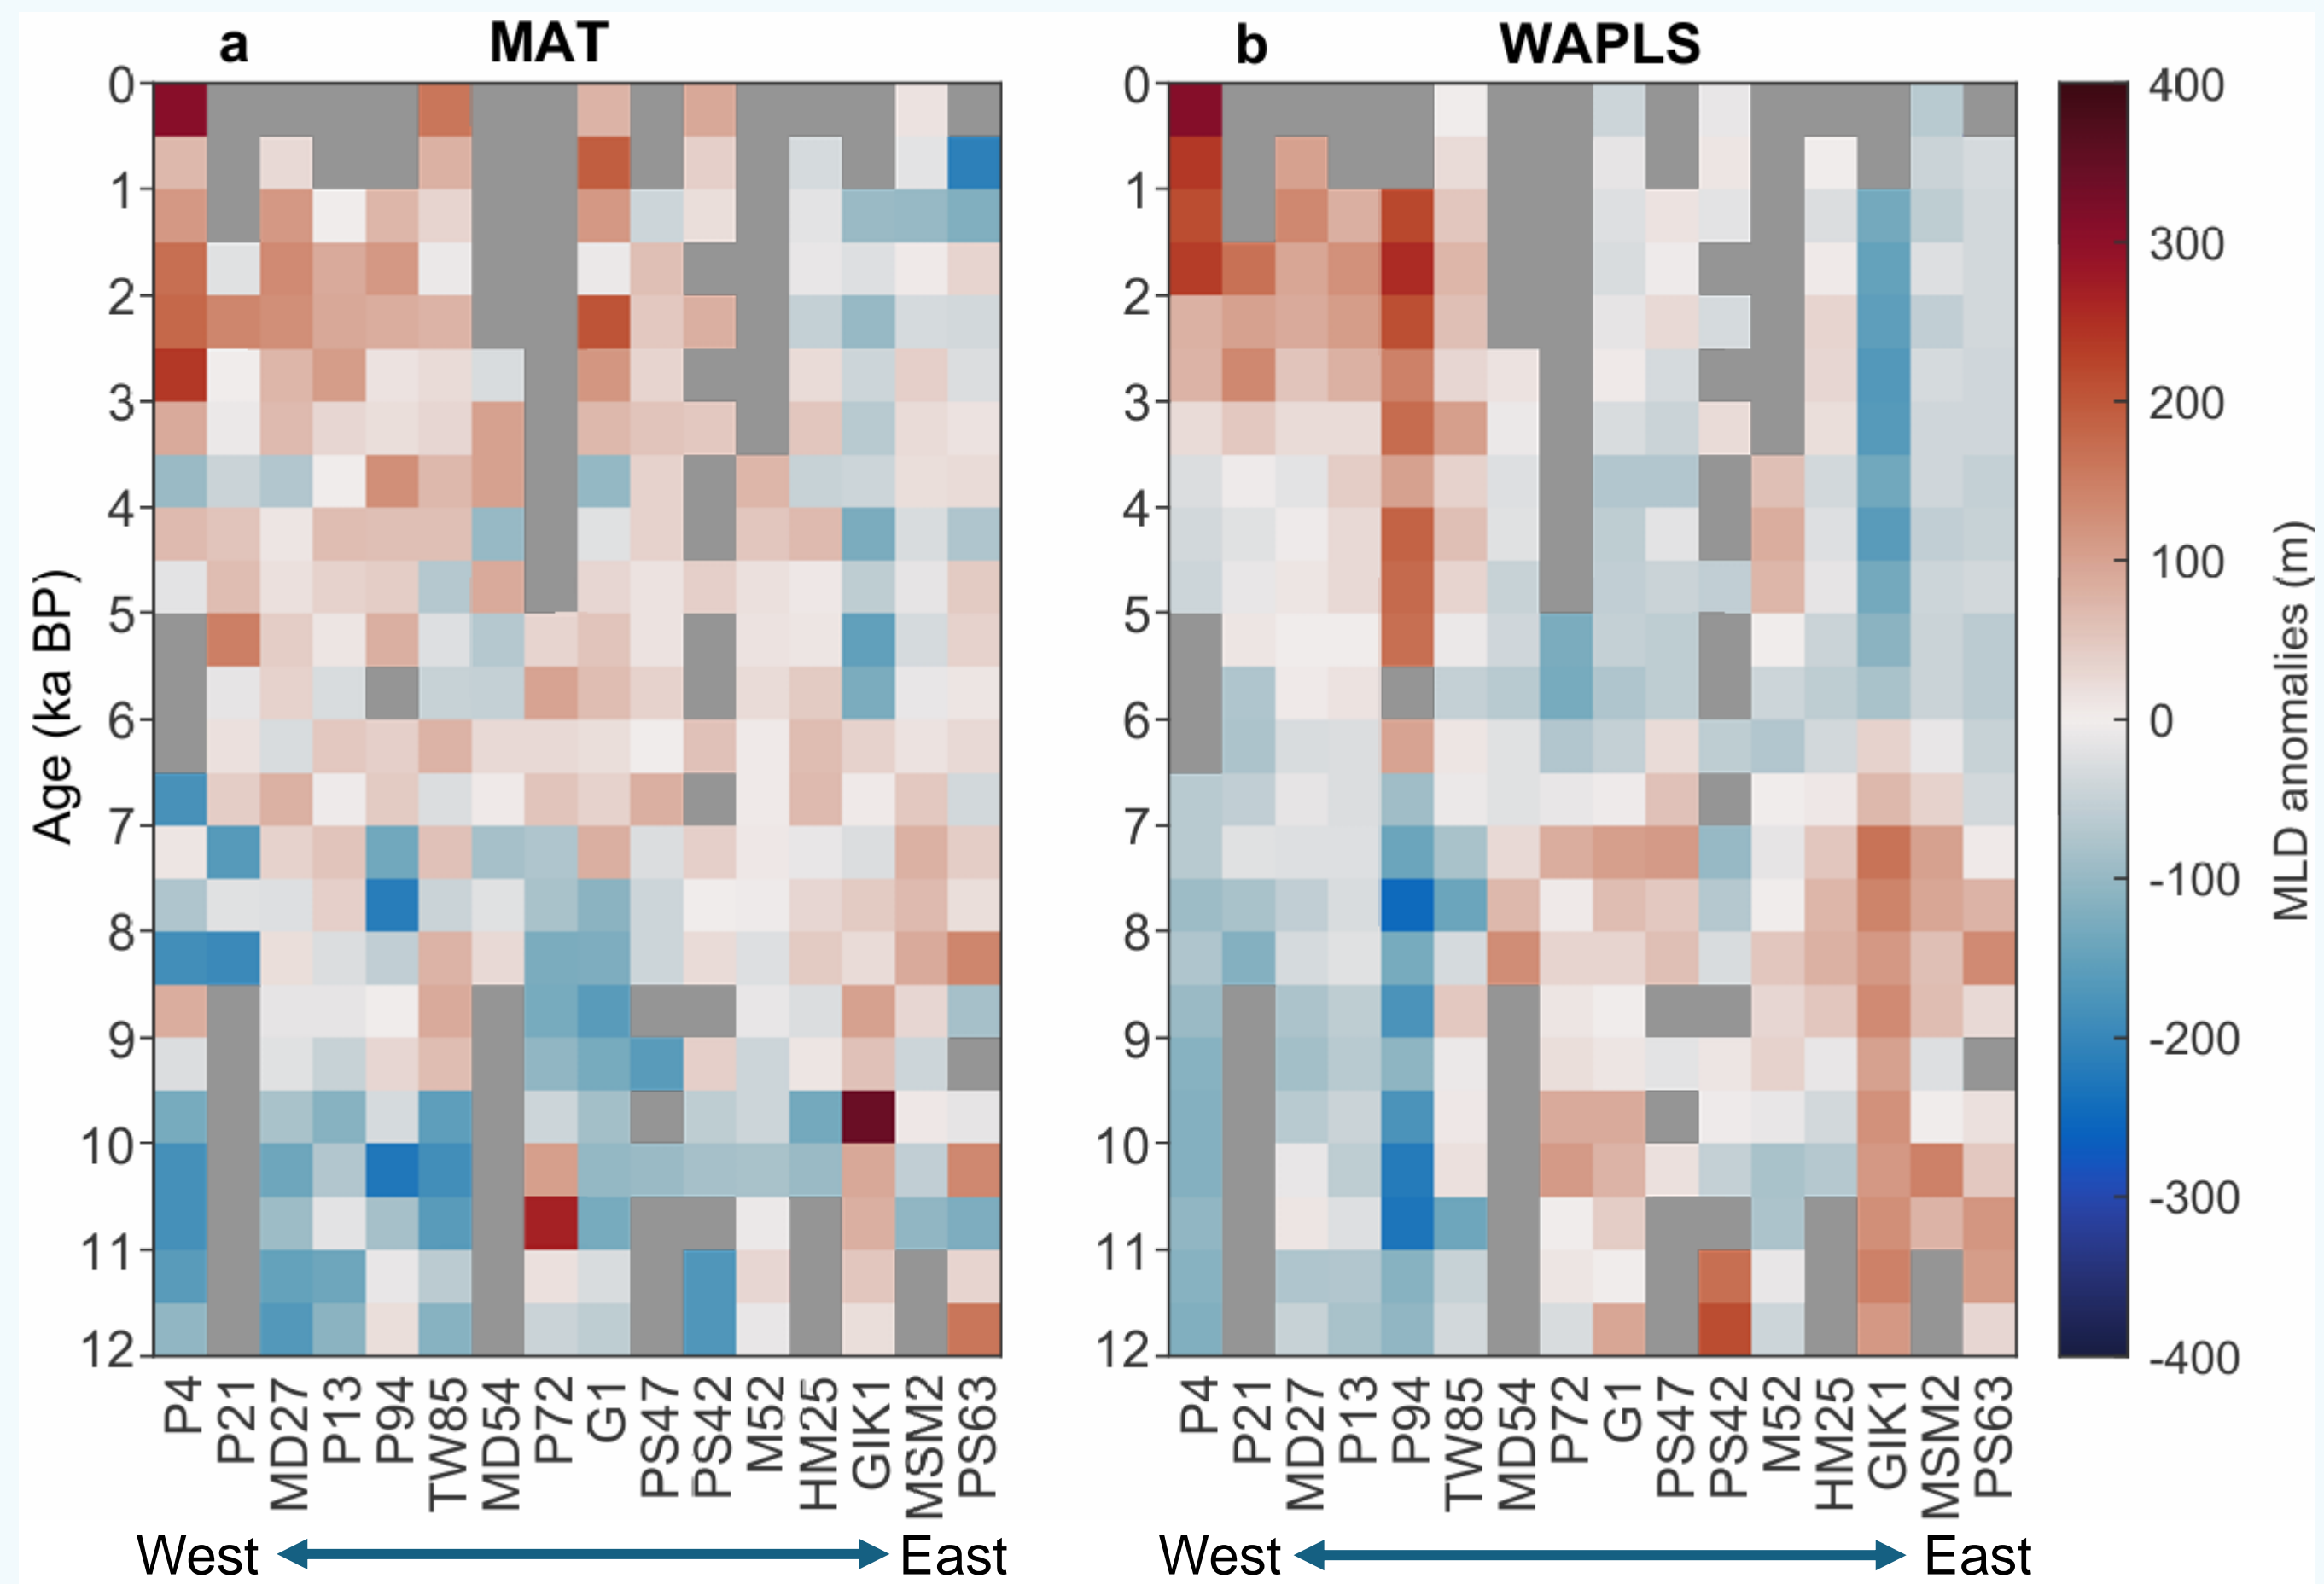 a MAT
b WAPLS
0
1
2
3
4
5
6
7
8
9
10
11
12
Age (ka BP)
P4
P21
MD27
P13
P94
TW85
MD54
P72
G1
PS47
PS42
M52
HM25
GIK1
MSM2
PS63
West East
0
1
2
3
4
5
6
7
8
9
10
11
12
P4
P21
MD27
P13
P94
TW85
MD54
P72
G1
PS47
PS42
M52
HM25
GIK1
MSM2
PS63
West East
400
300
200
100
0
-100
-200
-300
-400
MLD anomalies (m)